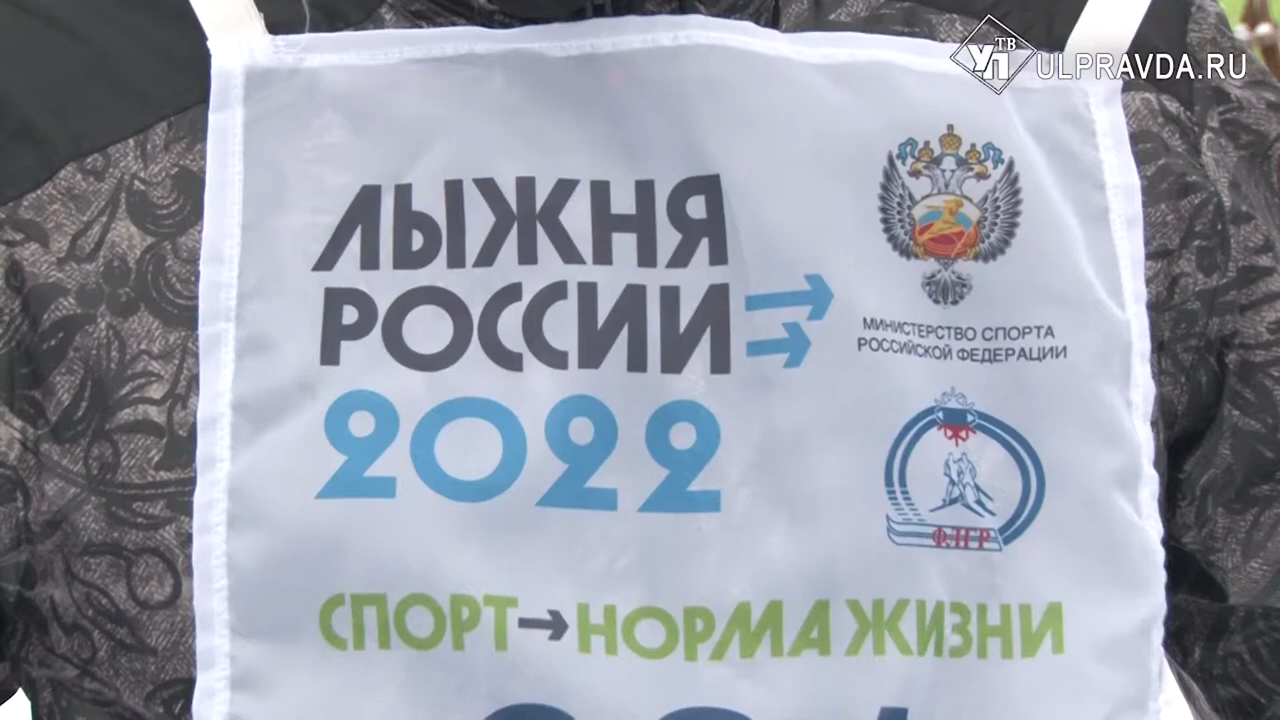 УП ТВ ULPRAVDA.RU
ЛЫЖНЯ
РОССИИ
2022
МИНИСТЕРСТВО СПОРТА
РОССИЙСКОЙ ФЕДЕРАЦИИ
ФЛГР
СПОРТ→НОРМА ЖИЗНИ